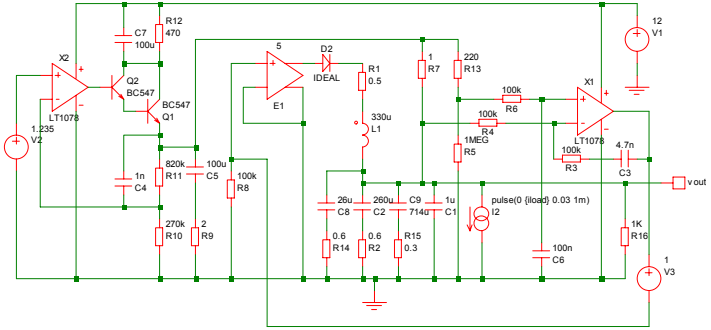 C7
100u
R12
470
12
V1
X2
Q2
BC547
BC547
Q1
LT1078
5
E1
D2
IDEAL
R1
0.5
1
R7
220
R13
X1
100k
R6
100k
R4
LT1078
1.235
V2
330u
L1
1MEG
R5
100k
R3
4.7n
C3
1n
C4
820k
R11
100u
C5
100k
R8
vout
26u
C8
260u
C2
C9
714u
1u
C1
pulse(0 {iload} 0.03 1m)
I2
270k
R10
2
R9
0.6
R14
0.6
R2
R15
0.3
100n
C6
1K
R16
1
V3